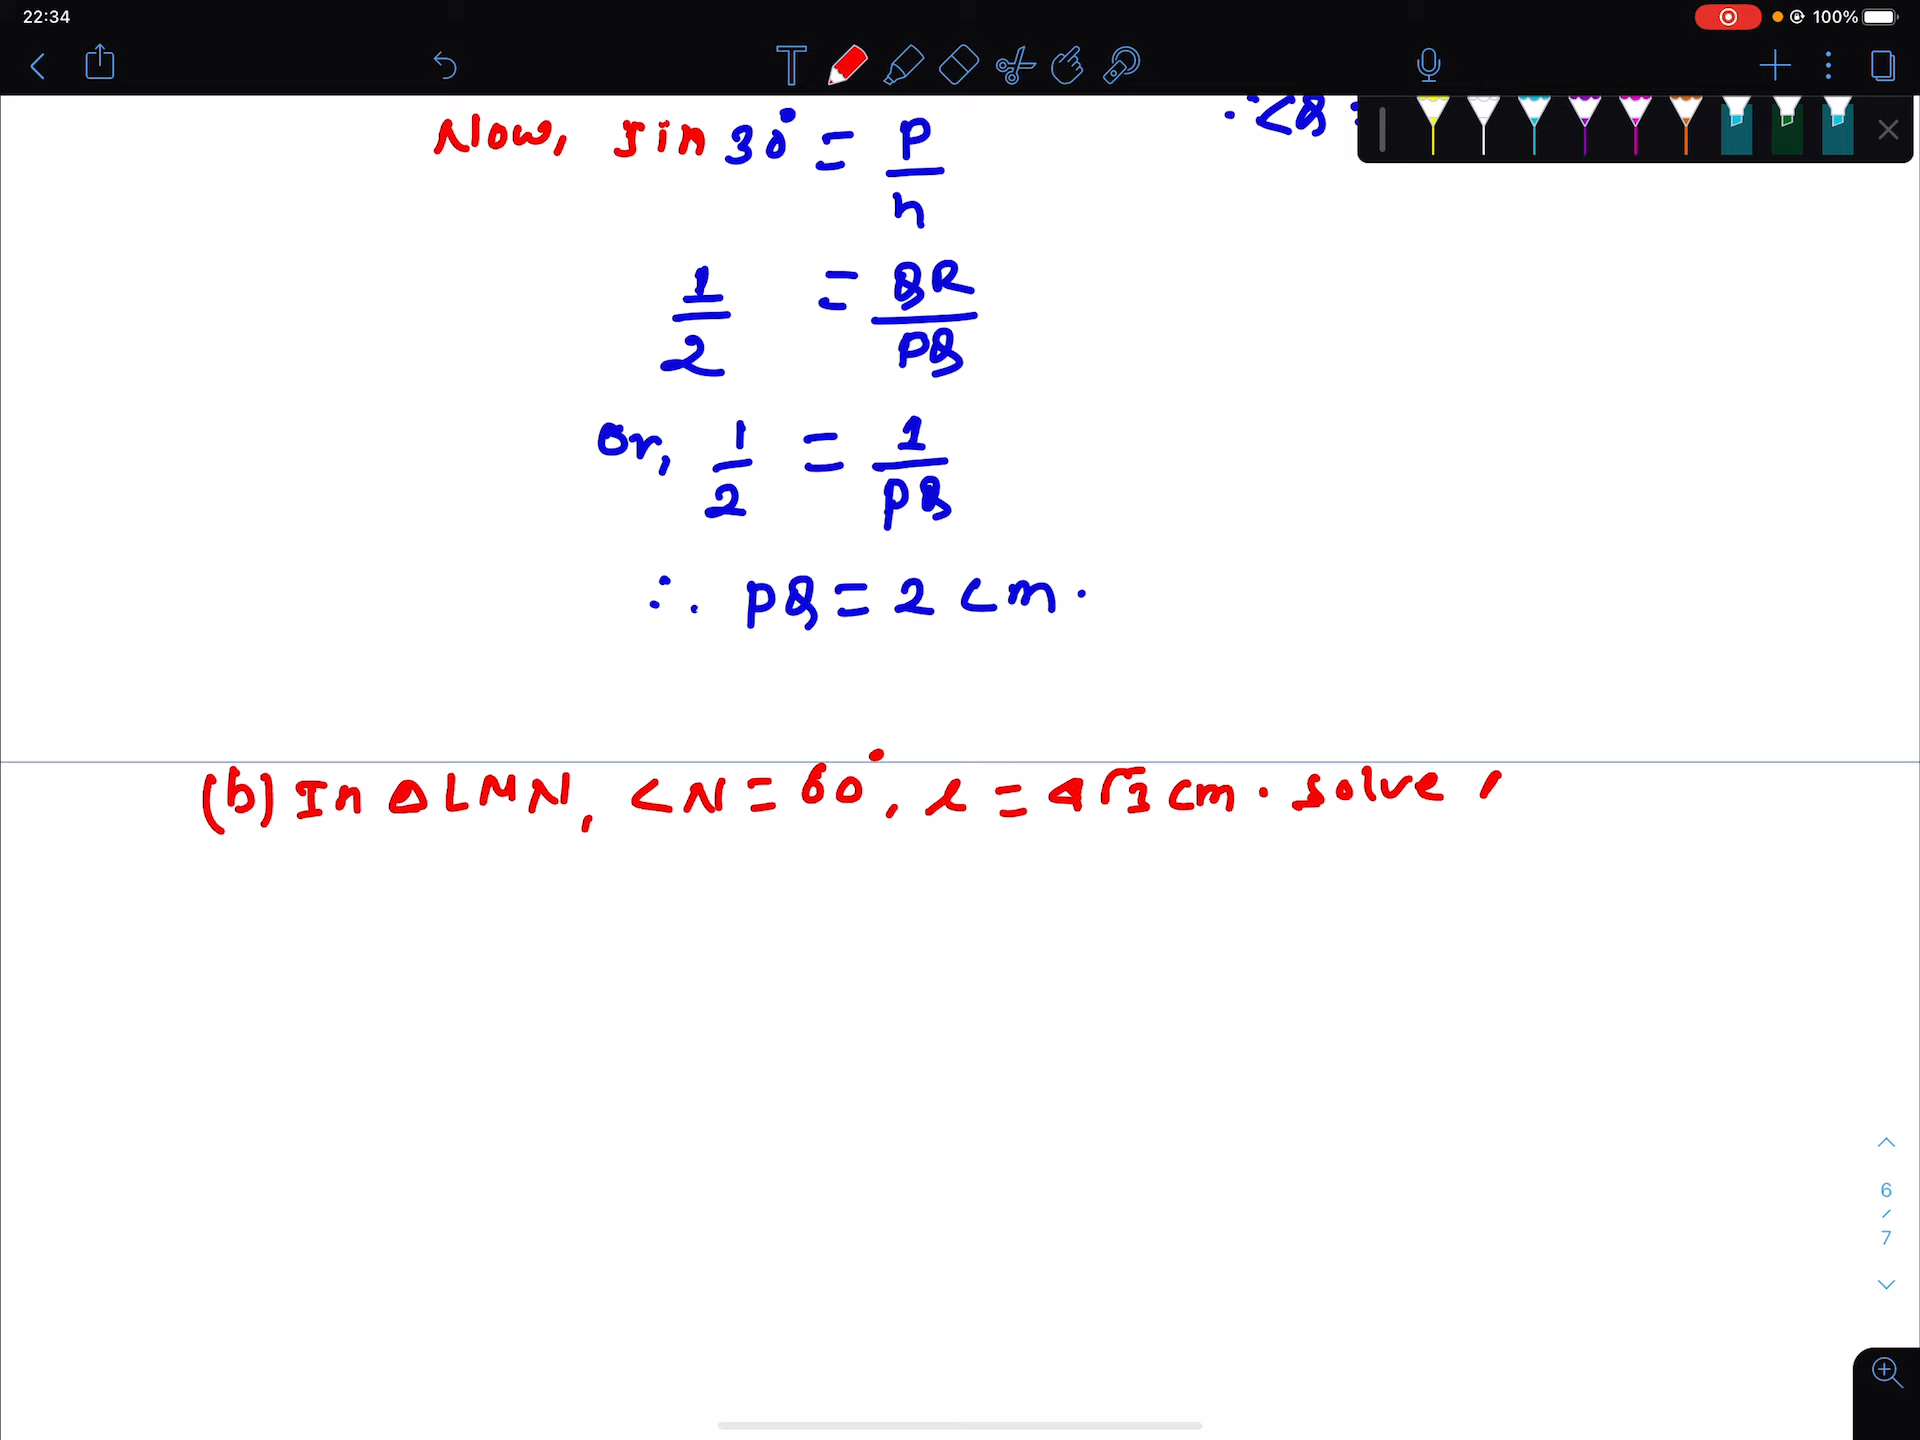 22:34
100%
Now, sin 30° = p/h
∴ <Q =
1/2 = QR/PQ
Or, 1/2 = 1/PQ
∴ PQ = 2 cm.
(b) In △LMN, <N = 60°, l = 4√3 cm. solve
6
/
7